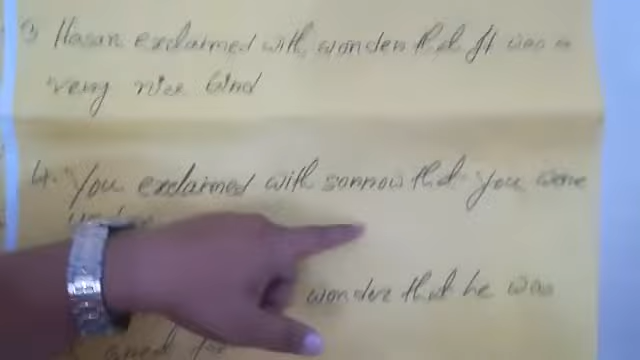 3 Hasan exclaimed with wonder that It was a
very nice bird
4. You exclaimed with sorrow that you were
wonder that he was